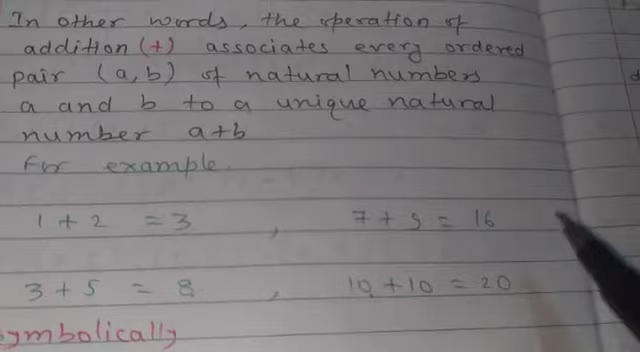 In other words, the operation of
addition (+) associates every ordered
pair (a, b) of natural numbers
a and b to a unique natural
number a+b
For example.
1 + 2 = 3 , 7 + 9 = 16
3 + 5 = 8 , 10 + 10 = 20
ymbolically